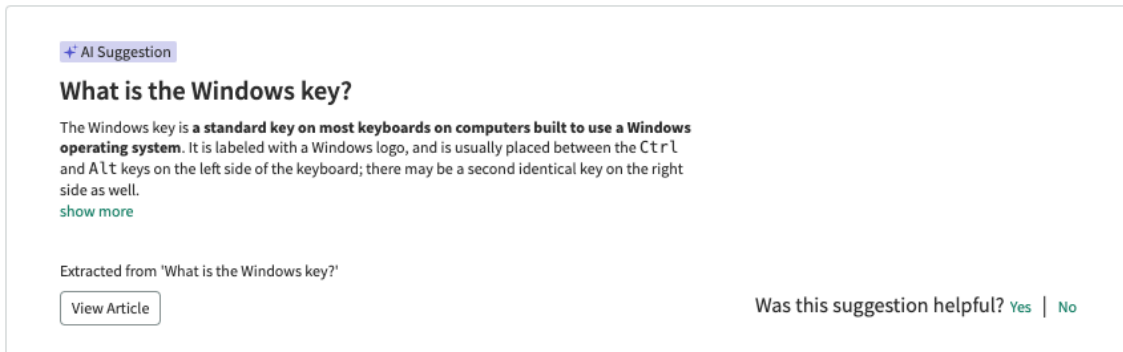 AI Suggestion
What is the Windows key?
The Windows key is a standard key on most keyboards on computers built to use a Windows
operating system. It is labeled with a Windows logo, and is usually placed between the Ctrl
and Alt keys on the left side of the keyboard; there may be a second identical key on the right
side as well.
show more
Extracted from 'What is the Windows key?'
View Article
Was this suggestion helpful? Yes | No